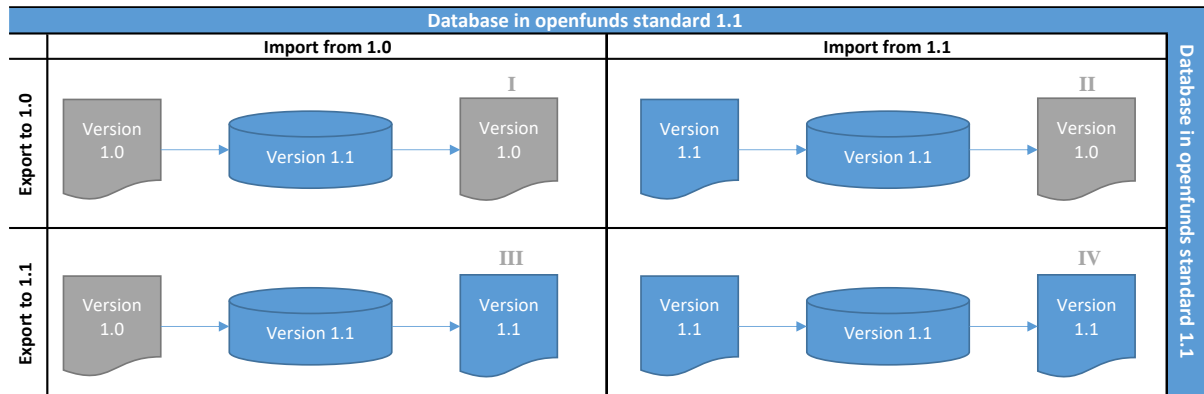 Database in openfunds standard 1.1
Import from 1.0
Import from 1.1
Export to 1.0
I
Version
1.0
Version 1.1
Version
1.0
II
Version
1.1
Version 1.1
Version
1.0
Export to 1.1
III
Version
1.0
Version 1.1
Version
1.1
IV
Version
1.1
Version 1.1
Version
1.1
Database in openfunds standard 1.1